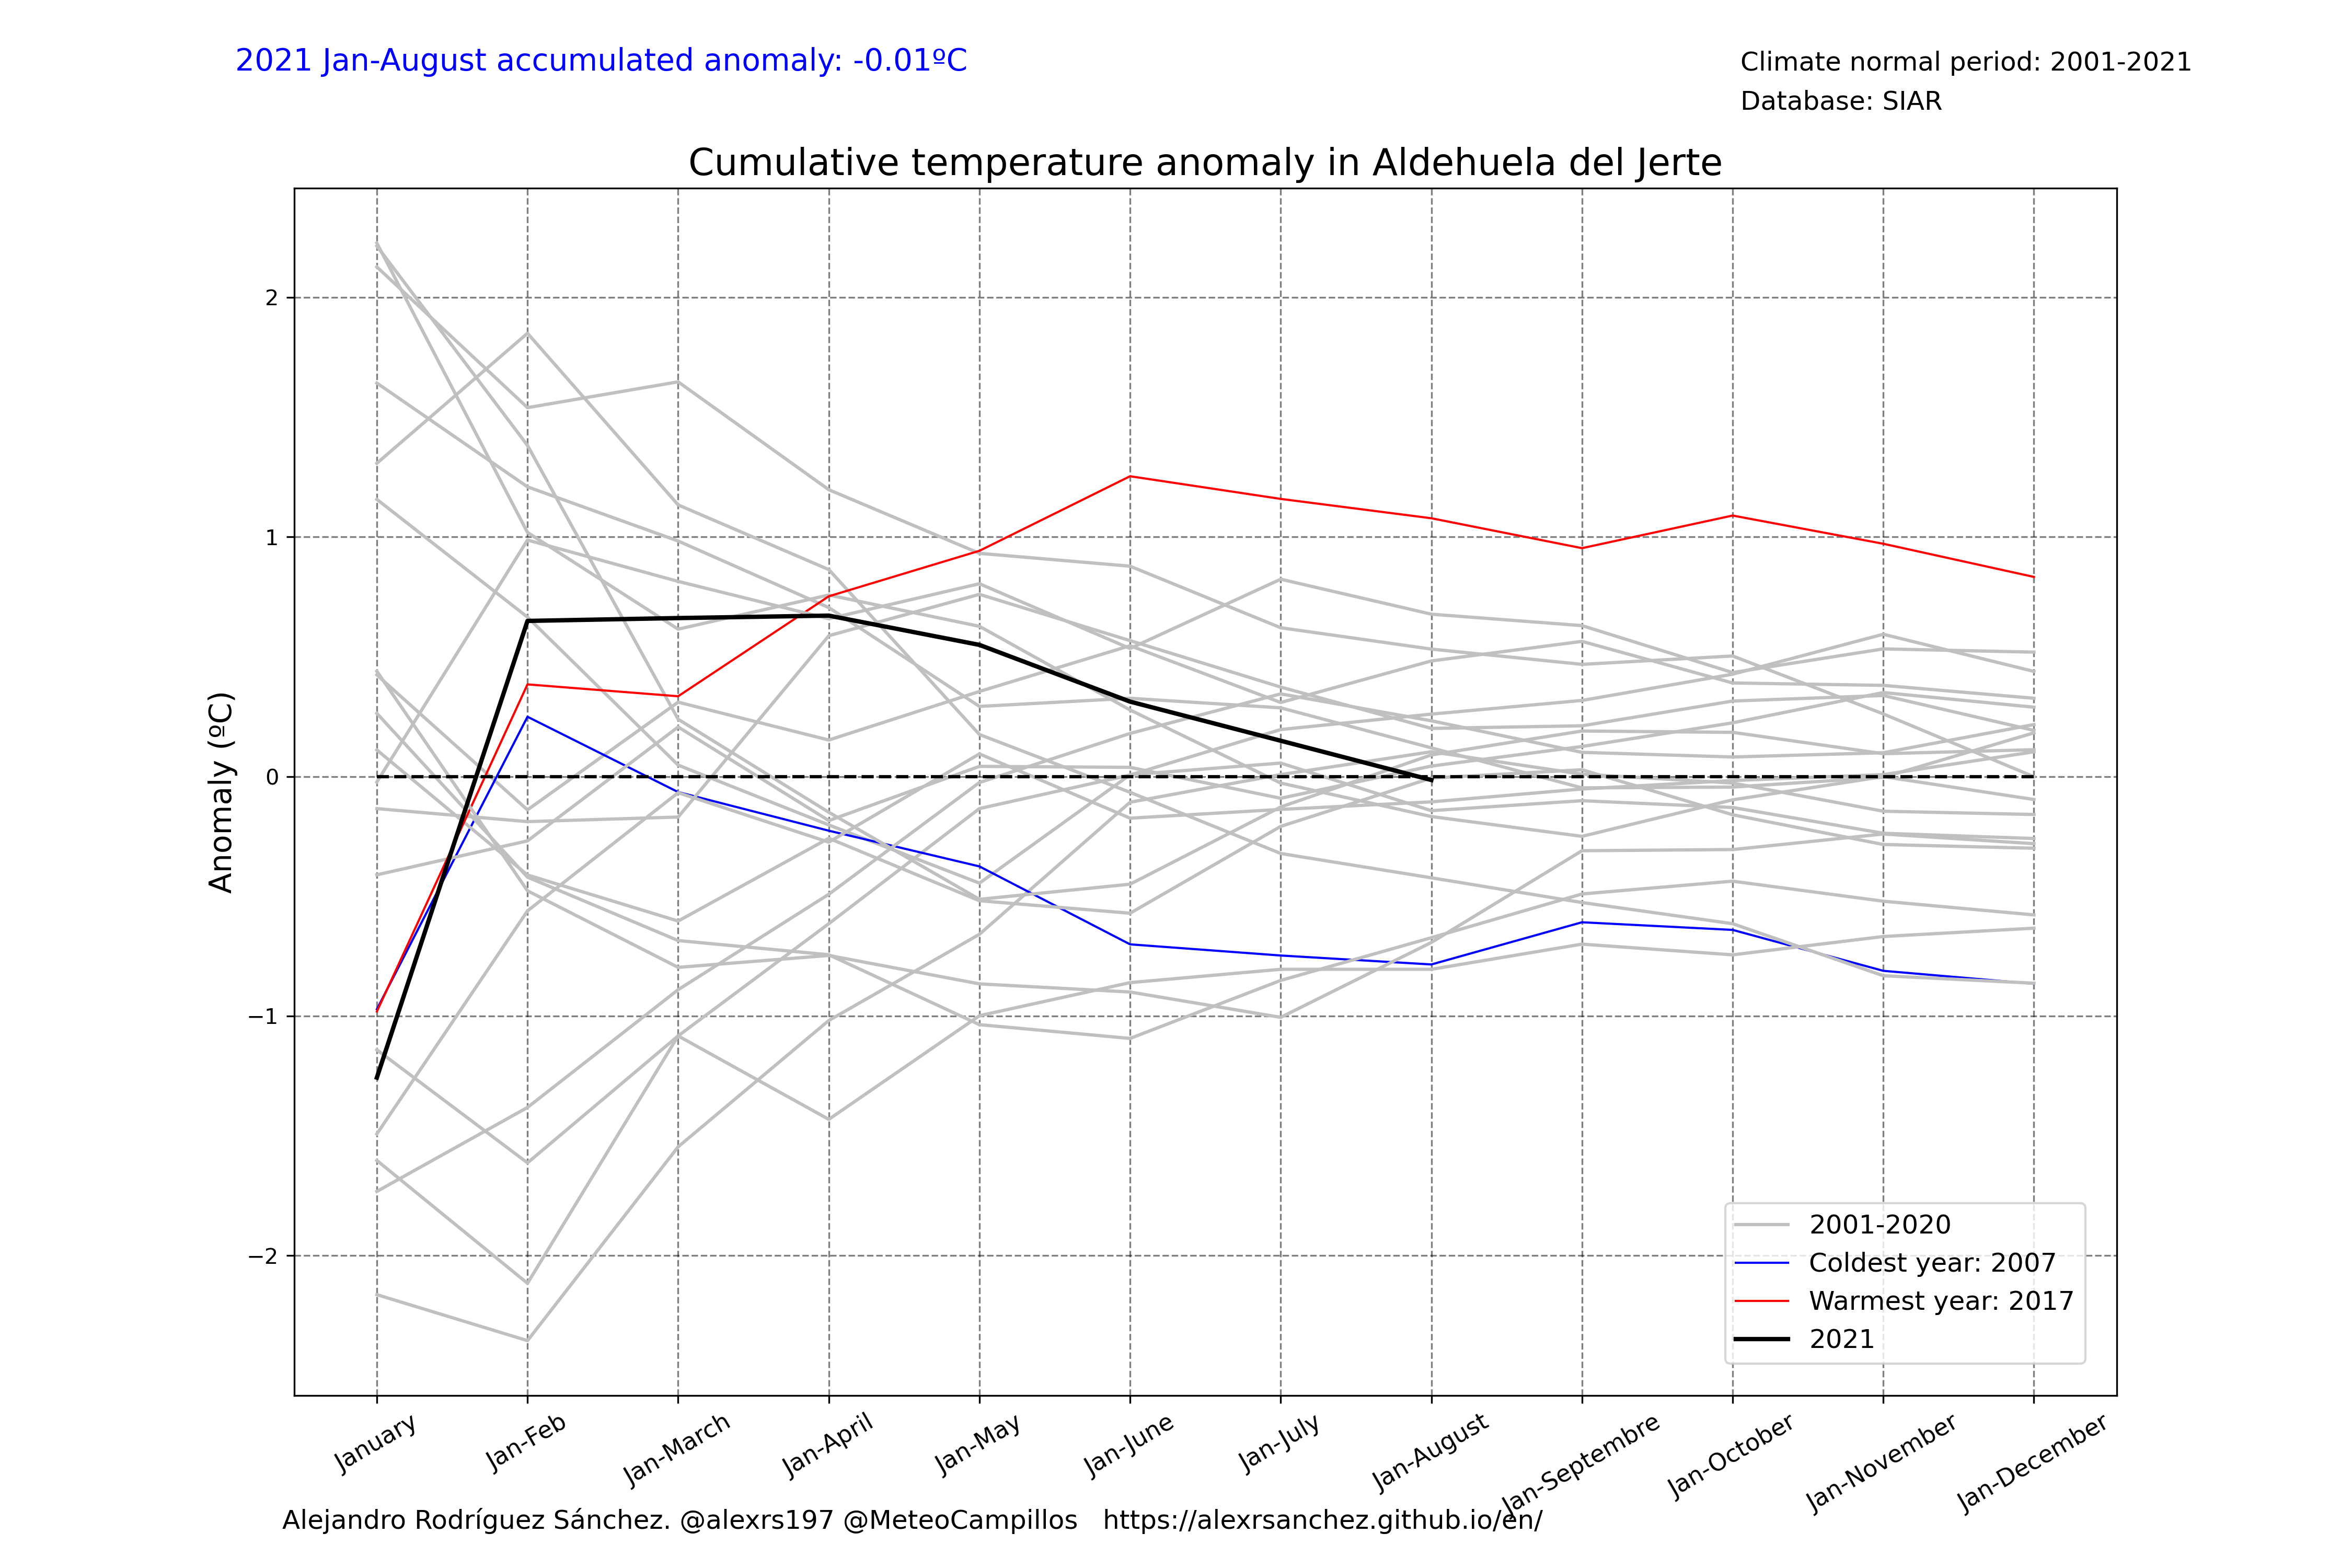 2021 Jan-August accumulated anomaly: -0.01ºC
Climate normal period: 2001-2021
Database: SIAR
Cumulative temperature anomaly in Aldehuela del Jerte
Anomaly (ºC)
2
1
0
−1
−2
2001-2020
Coldest year: 2007
Warmest year: 2017
2021
January
Jan-Feb
Jan-March
Jan-April
Jan-May
Jan-June
Jan-July
Jan-August
Jan-Septembre
Jan-October
Jan-November
Jan-December
Alejandro Rodríguez Sánchez. @alexrs197 @MeteoCampillos   https://alexrsanchez.github.io/en/